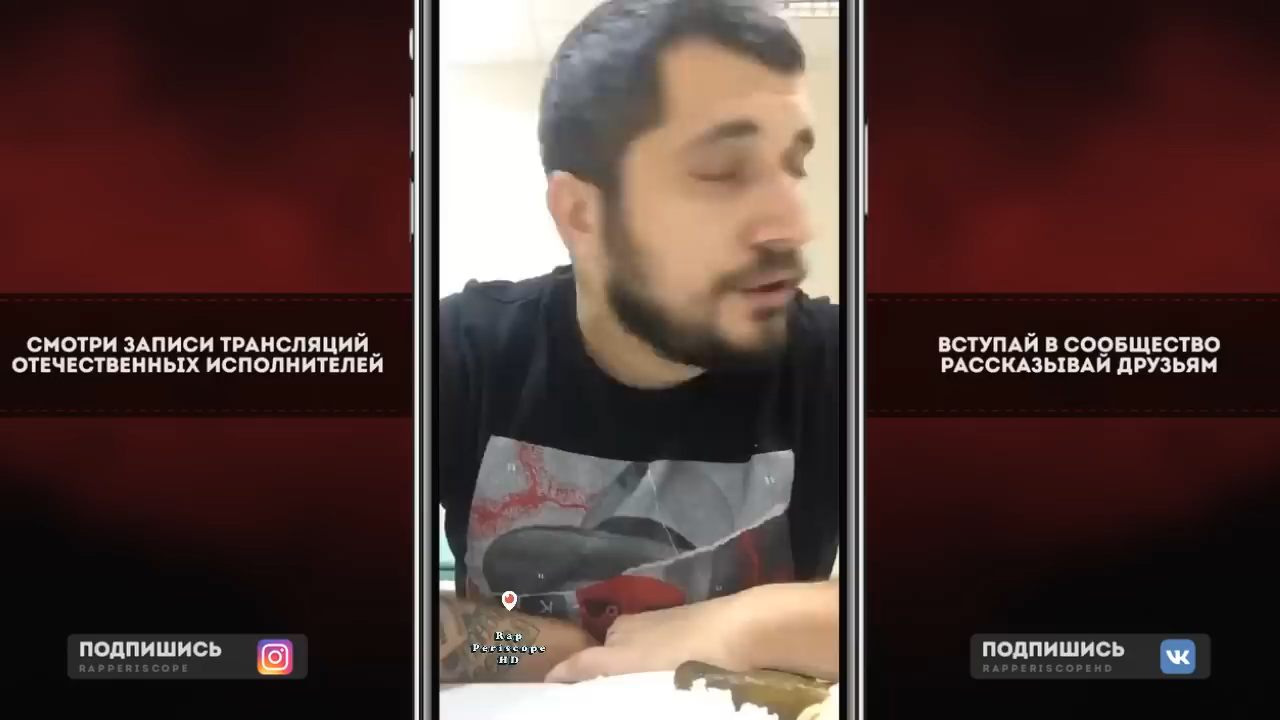 СМОТРИ ЗАПИСИ ТРАНСЛЯЦИЙ
ОТЕЧЕСТВЕННЫХ ИСПОЛНИТЕЛЕЙ
ПОДПИШИСЬ
RAPPERISCOPE
Rap
Periscope
HD
ВСТУПАЙ В СООБЩЕСТВО
РАССКАЗЫВАЙ ДРУЗЬЯМ
ПОДПИШИСЬ
RAPPERISCOPEHD